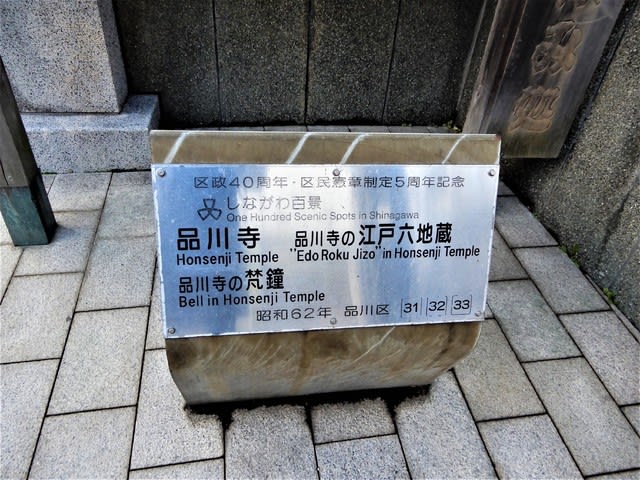 区政40周年・区民憲章制定5周年記念
しながわ百景
One Hundred Scenic Spots in Shinagawa
品川寺
Honsenji Temple
品川寺の江戸六地蔵
"Edo Roku Jizo" in Honsenji Temple
品川寺の梵鐘
Bell in Honsenji Temple
昭和62年 品川区 31 32 33